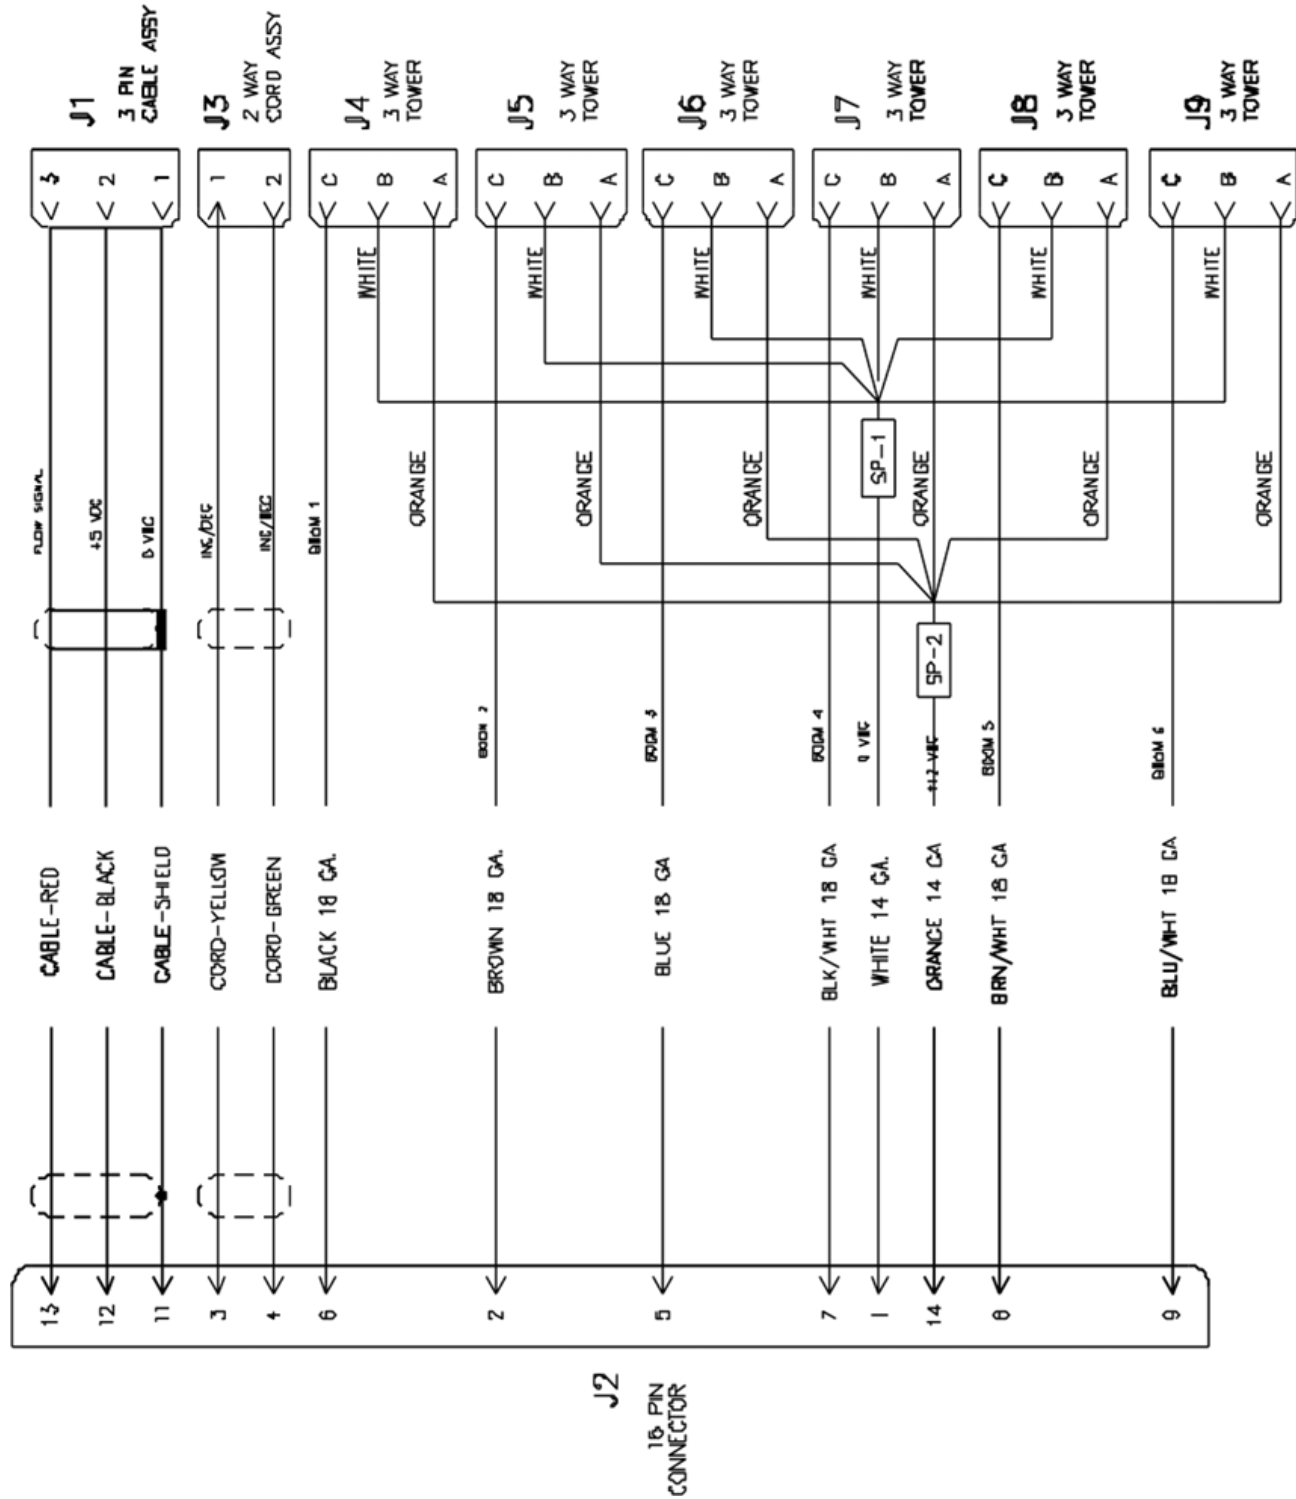 J1
3 PIN
CABLE ASSY
J3
2 WAY
CORD ASSY
J4
3 WAY
TOWER
J5
3 WAY
TOWER
J6
3 WAY
TOWER
J7
3 WAY
TOWER
J8
3 WAY
TOWER
J9
3 WAY
TOWER
3
2
1
1
2
C
B
A
C
B
A
C
B
A
C
B
A
C
B
A
C
B
A
WHITE
WHITE
WHITE
WHITE
WHITE
WHITE
FLOW SIGNAL
+5 VDC
0 VDC
INC/DEC
INC/DEC
BOOM 1
ORANGE
ORANGE
ORANGE
SP-1
ORANGE
ORANGE
ORANGE
SP-2
BOOM 2
BOOM 3
BOOM 4
0 VDC
+12 VDC
BOOM 5
BOOM 6
CABLE-RED
CABLE-BLACK
CABLE-SHIELD
CORD-YELLOW
CORD-GREEN
BLACK 18 GA.
BROWN 18 GA.
BLUE 18 GA
BLK/WHT 18 GA
WHITE 14 GA.
ORANGE 14 GA
BRN/WHT 18 GA
BLU/WHT 18 GA
13
12
11
3
4
6
2
5
7
1
14
8
9
J2
16 PIN
CONNECTOR